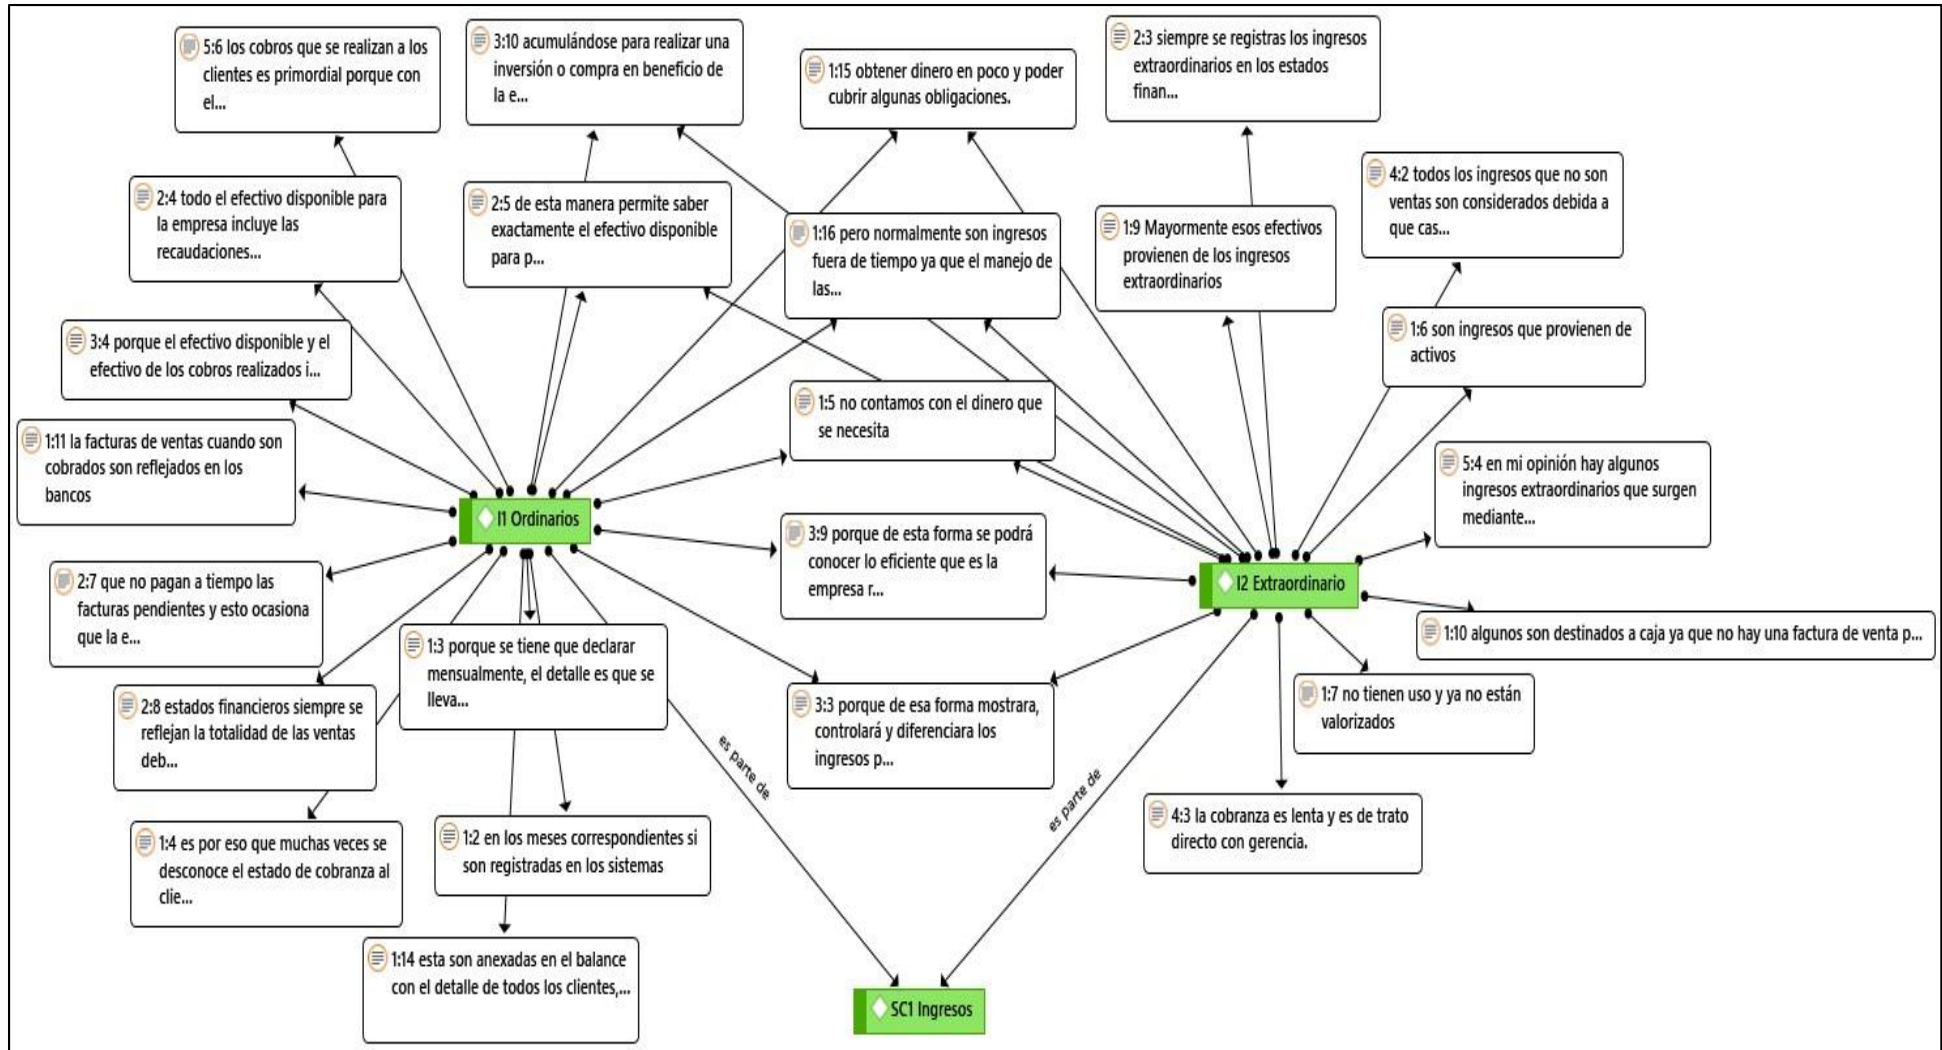 5:6 los cobros que se realizan a los
clientes es primordial porque con
el...
3:10 acumulándose para realizar una
inversión o compra en beneficio de
la e...
1:15 obtener dinero en poco y poder
cubrir algunas obligaciones.
2:3 siempre se registras los ingresos
extraordinarios en los estados
finan...
4:2 todos los ingresos que no son
ventas son considerados debida a
que cas...
2:4 todo el efectivo disponible para
la empresa incluye las
recaudaciones...
2:5 de esta manera permite saber
exactamente el efectivo disponible
para p...
1:16 pero normalmente son ingresos
fuera de tiempo ya que el manejo de
las...
1:9 Mayormente esos efectivos
provienen de los ingresos
extraordinarios
3:4 porque el efectivo disponible y el
efectivo de los cobros realizados i...
1:6 son ingresos que provienen de
activos
1:5 no contamos con el dinero que
se necesita
1:11 la facturas de ventas cuando son
cobrados son reflejados en los
bancos
5:4 en mi opinión hay algunos
ingresos extraordinarios que surgen
mediante...
I1 Ordinarios
3:9 porque de esta forma se podrá
conocer lo eficiente que es la
empresa r...
I2 Extraordinario
2:7 que no pagan a tiempo las
facturas pendientes y esto ocasiona
que la e...
1:10 algunos son destinados a caja ya que no hay una factura de venta p...
1:3 porque se tiene que declarar
mensualmente, el detalle es que se
lleva...
1:7 no tienen uso y ya no están
valorizados
2:8 estados financieros siempre se
reflejan la totalidad de las ventas
deb...
3:3 porque de esa forma mostrara,
controlará y diferenciara los
ingresos p...
es parte de
es parte de
4:3 la cobranza es lenta y es de trato
directo con gerencia.
1:4 es por eso que muchas veces se
desconoce el estado de cobranza al
clie...
1:2 en los meses correspondientes si
son registradas en los sistemas
1:14 esta son anexadas en el balance
con el detalle de todos los clientes,...
SC1 Ingresos